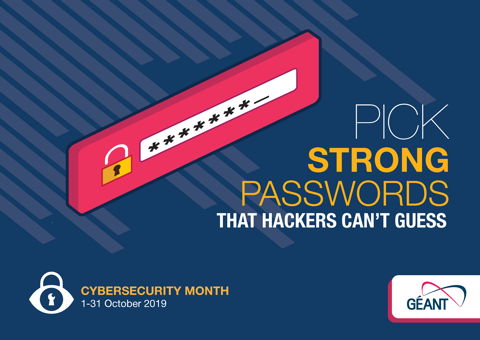 *******_
PICK
STRONG
PASSWORDS
THAT HACKERS CAN'T GUESS
CYBERSECURITY MONTH
1-31 October 2019
GÉANT